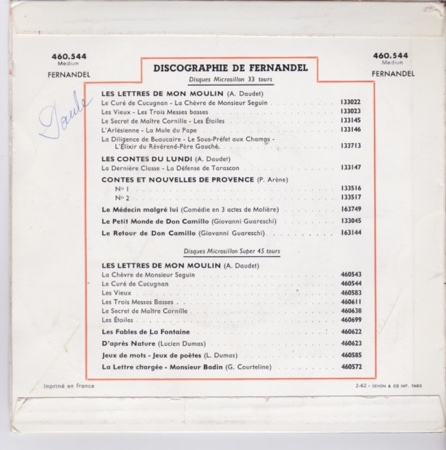 460.544
Medium
FERNANDEL
460.544
Medium
FERNANDEL
DISCOGRAPHIE DE FERNANDEL
Disques Microsillon 33 tours
LES LETTRES DE MON MOULIN (A. Daudet)
Le Curé de Cucugnan - La Chèvre de Monsieur Seguin 133022
Les Vieux - Les Trois Messes basses 133023
Le Secret de Maître Cornille - Les Étoiles 133145
L'Arlésienne - La Mule du Pape 133146
La Diligence de Beaucaire - Le Sous-Préfet aux Champs -
L'Élixir du Révérend-Père Gauché. 133713
LES CONTES DU LUNDI (A. Daudet)
La Dernière Classe - La Défense de Tarascon 133147
CONTES ET NOUVELLES DE PROVENCE (P. Arène)
No 1 133516
No 2 133517
Le Médecin malgré lui (Comédie en 3 actes de Molière) 163749
Le Petit Monde de Don Camillo (Giovanni Guareschi) 133045
Le Retour de Don Camillo (Giovanni Guareschi) 163144
Disques Microsillon Super 45 tours
LES LETTRES DE MON MOULIN (A. Daudet)
La Chèvre de Monsieur Seguin 460543
Le Curé de Cucugnan 460544
Les Vieux 460583
Les Trois Messes Basses 460611
Le Secret de Maître Cornille 460638
Les Étoiles 460699
Les Fables de La Fontaine 460622
D'après Nature (Lucien Dumas) 460623
Jeux de mots - Jeux de poètes (L. Dumas) 460585
La Lettre chargée - Monsieur Badin (G. Courteline) 460572
Imprimé en France
2-62